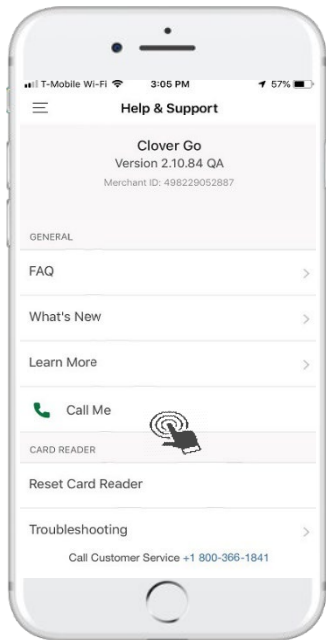 T-Mobile Wi-Fi 3:05 PM 57%
Help & Support
Clover Go
Version 2.10.84 QA
Merchant ID: 498229052887
GENERAL
FAQ
What's New
Learn More
Call Me
CARD READER
Reset Card Reader
Troubleshooting
Call Customer Service +1 800-366-1841